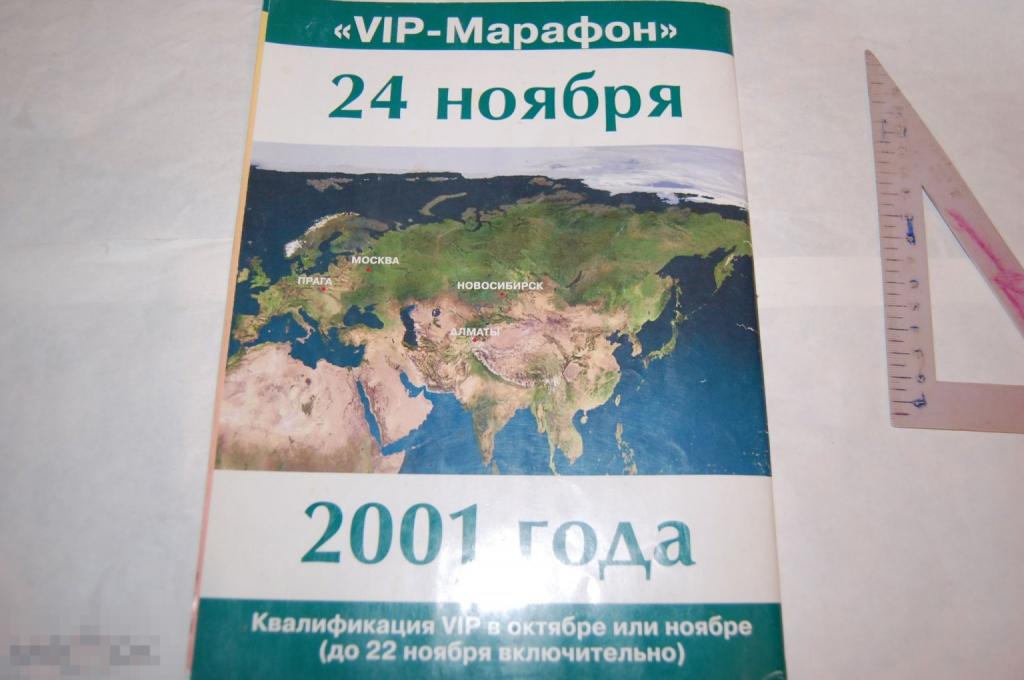 «VIP-Марафон»
24 ноября
МОСКВА
ПРАГА
НОВОСИБИРСК
АЛМАТЫ
2001 года
Квалификация VIP в октябре или ноябре
(до 22 ноября включительно)